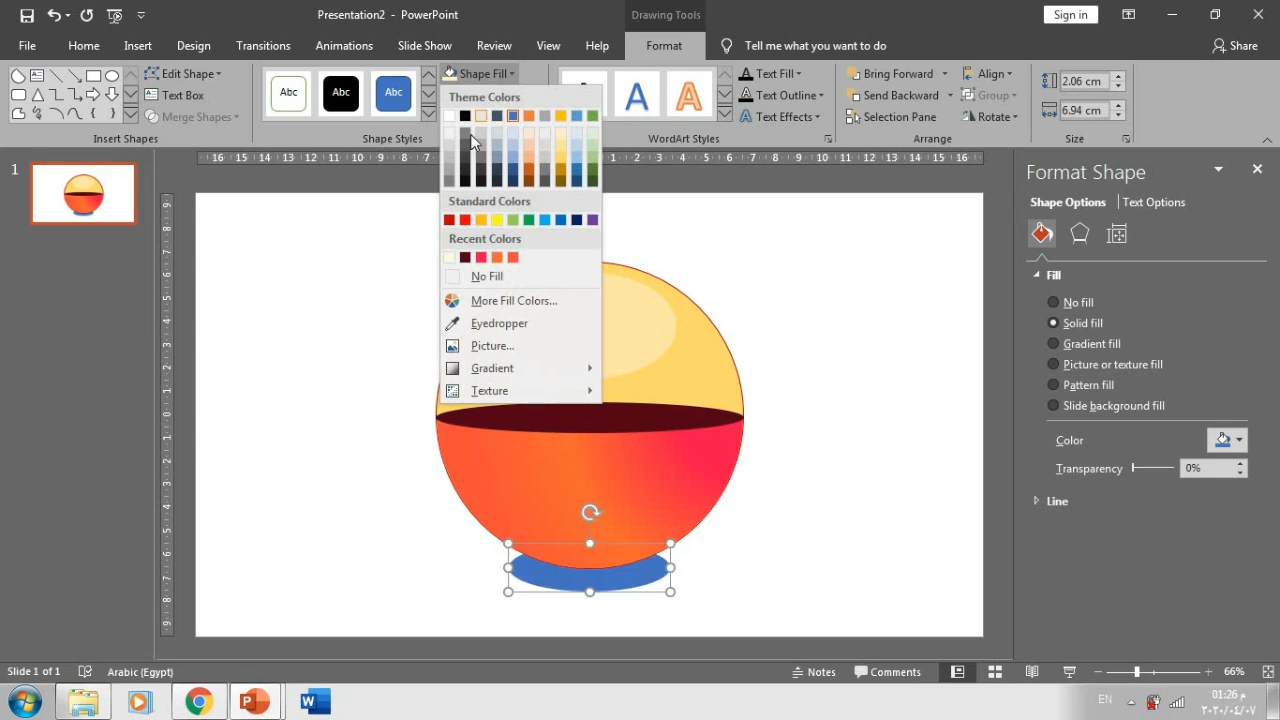 Presentation2 - PowerPoint
Drawing Tools
Sign in
File
Home
Insert
Design
Transitions
Animations
Slide Show
Review
View
Help
Format
Tell me what you want to do
Share
Edit Shape
Text Box
Merge Shapes
Insert Shapes
Abc
Abc
Abc
Shape Styles
Shape Fill
Text Fill
Text Outline
Text Effects
WordArt Styles
Bring Forward
Send Backward
Selection Pane
Align
Group
Rotate
Arrange
2.06 cm
6.94 cm
Theme Colors
Standard Colors
Recent Colors
No Fill
More Fill Colors...
Eyedropper
Picture...
Gradient
Texture
1
Format Shape
Shape Options
Text Options
Fill
No fill
Solid fill
Gradient fill
Picture or texture fill
Pattern fill
Slide background fill
Color
Transparency
0%
Line
Slide 1 of 1
Arabic (Egypt)
Notes
Comments
66%
EN
01:26 م
٢٠٢٠/٠٤/٠٧